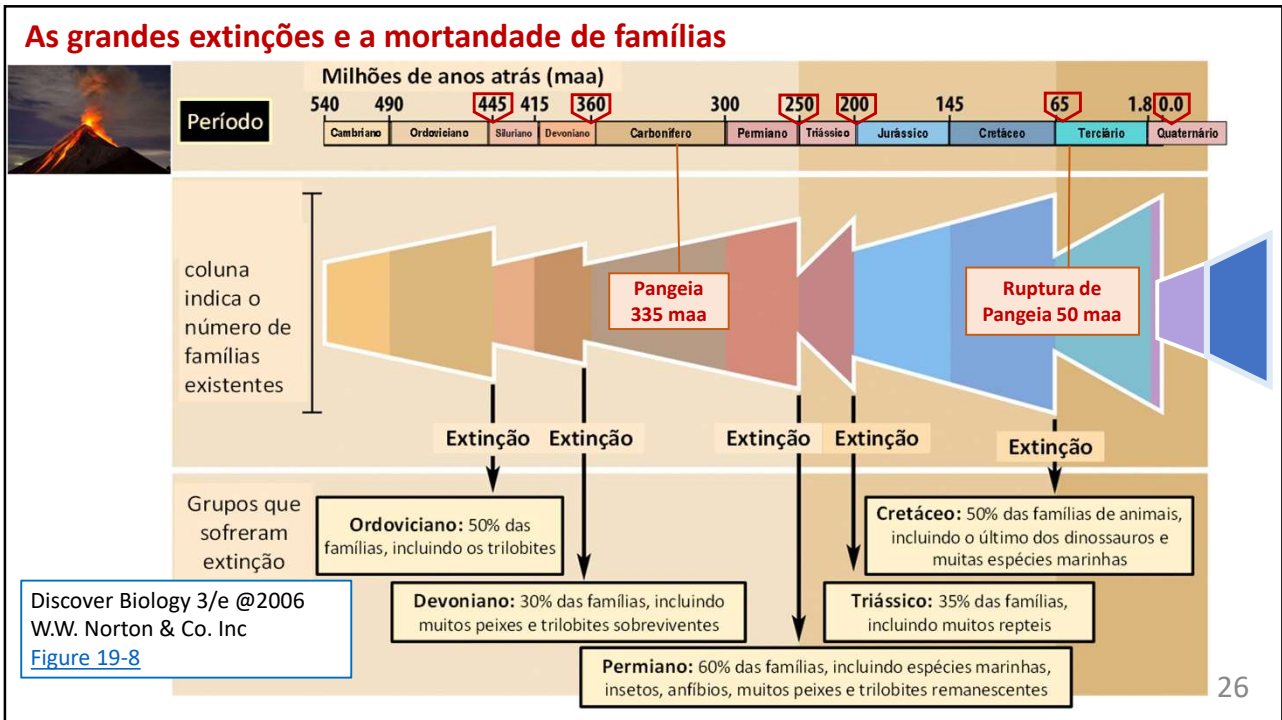 As grandes extinções e a mortandade de famílias
Milhões de anos atrás (maa)
540 490 445 415 360 300 250 200 145 65 1.8 0.0
Período
Cambriano Ordoviciano Siluriano Devoniano Carbonífero Permiano Triássico Jurássico Cretáceo Terciário Quaternário
coluna
indica o
número de
famílias
existentes
Pangeia
335 maa
Ruptura de
Pangeia 50 maa
Extinção Extinção Extinção Extinção Extinção
Grupos que
sofreram
extinção
Ordoviciano: 50% das
famílias, incluindo os trilobites
Cretáceo: 50% das famílias de animais,
incluindo o último dos dinossauros e
muitas espécies marinhas
Devoniano: 30% das famílias, incluindo
muitos peixes e trilobites sobreviventes
Triássico: 35% das famílias,
incluindo muitos repteis
Permiano: 60% das famílias, incluindo espécies marinhas,
insetos, anfíbios, muitos peixes e trilobites remanescentes
Discover Biology 3/e @2006
W.W. Norton & Co. Inc
Figure 19-8
26